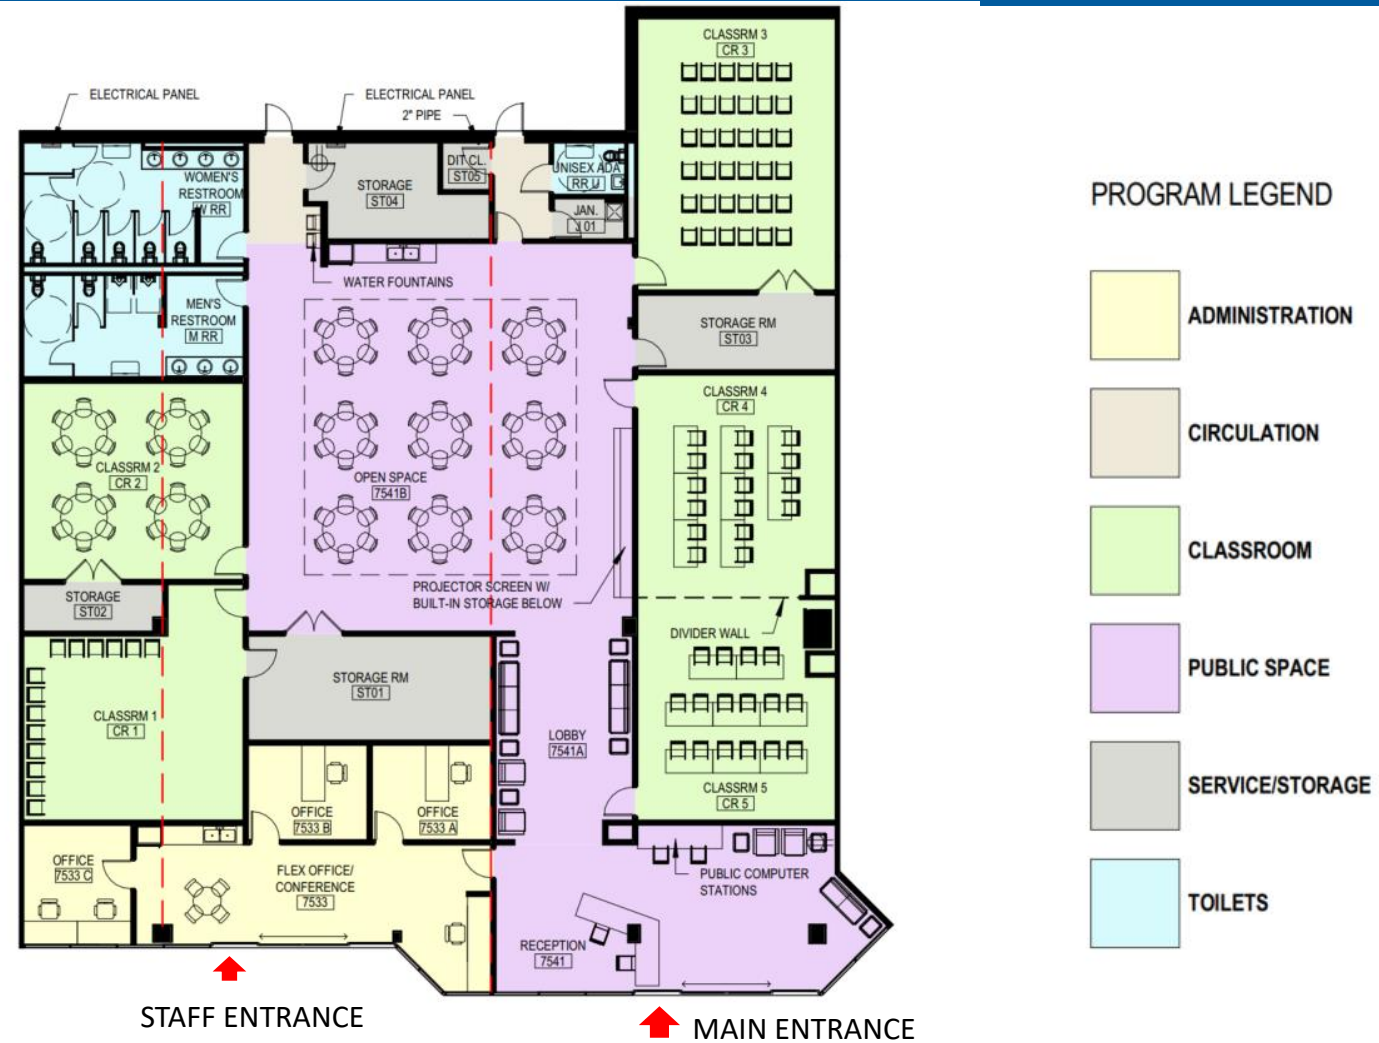 CLASSRM 3
CR 3
ELECTRICAL PANEL
ELECTRICAL PANEL
2" PIPE
DIT CL.
ST05
UNISEX ADA
RR U
WOMEN'S
RESTROOM
W RR
STORAGE
ST04
JAN.
J 01
WATER FOUNTAINS
MEN'S
RESTROOM
M RR
STORAGE RM
ST03
CLASSRM 4
CR 4
CLASSRM 2
CR 2
OPEN SPACE
7541B
PROJECTOR SCREEN W/
BUILT-IN STORAGE BELOW
STORAGE
ST02
DIVIDER WALL
STORAGE RM
ST01
CLASSRM 1
CR 1
LOBBY
7541A
CLASSRM 5
CR 5
OFFICE
7533 B
OFFICE
7533 A
OFFICE
7533 C
FLEX OFFICE/
CONFERENCE
7533
PUBLIC COMPUTER
STATIONS
RECEPTION
7541
STAFF ENTRANCE
MAIN ENTRANCE
PROGRAM LEGEND
ADMINISTRATION
CIRCULATION
CLASSROOM
PUBLIC SPACE
SERVICE/STORAGE
TOILETS